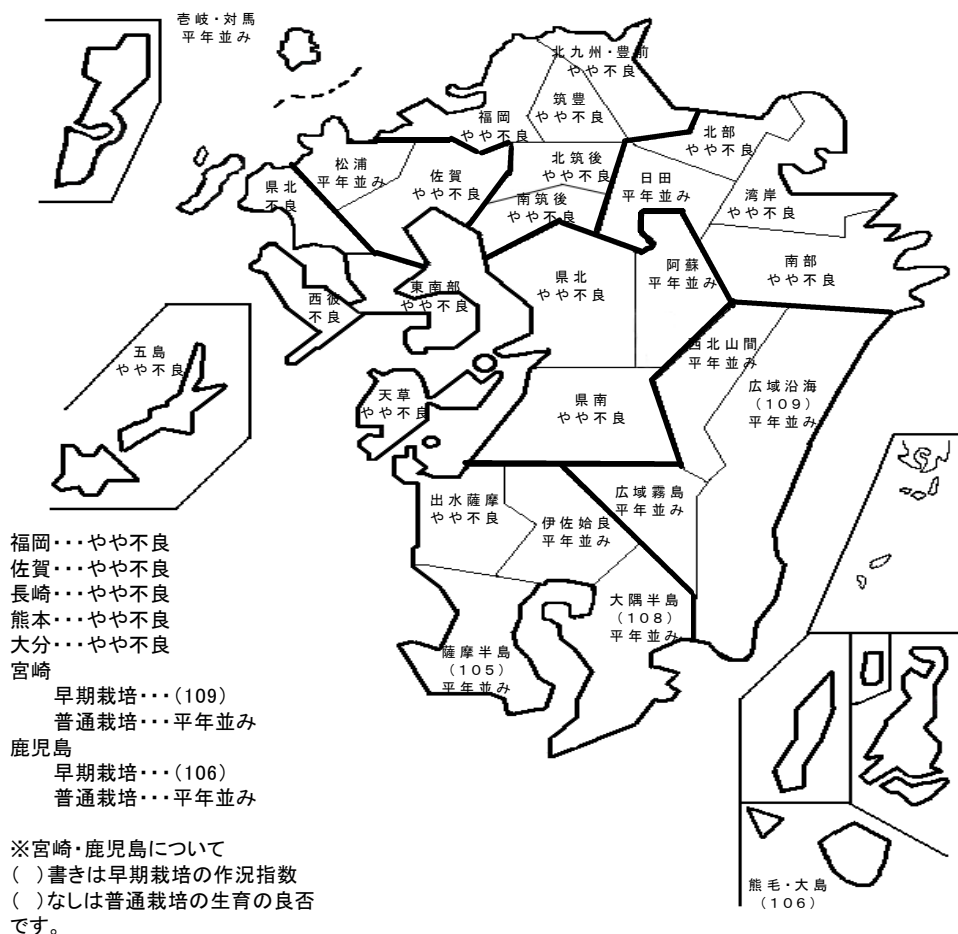 壱岐・対馬
平年並み
北九州・豊前
やや不良
筑豊
やや不良
福岡
やや不良
北部
やや不良
松浦
平年並み
佐賀
やや不良
北筑後
やや不良
日田
平年並み
県北
不良
南筑後
やや不良
湾岸
やや不良
西彼
不良
東南部
やや不良
県北
やや不良
阿蘇
平年並み
南部
やや不良
五島
やや不良
天草
やや不良
県南
やや不良
西北山間
平年並み
広域沿海
(109)
平年並み
出水薩摩
やや不良
伊佐姶良
平年並み
広域霧島
平年並み
薩摩半島
(105)
平年並み
大隅半島
(108)
平年並み
熊毛・大島
(106)
福岡・・・やや不良
佐賀・・・やや不良
長崎・・・やや不良
熊本・・・やや不良
大分・・・やや不良
宮崎
早期栽培・・・(109)
普通栽培・・・平年並み
鹿児島
早期栽培・・・(106)
普通栽培・・・平年並み
※宮崎・鹿児島について
( )書きは早期栽培の作況指数
( )なしは普通栽培の生育の良否
です。